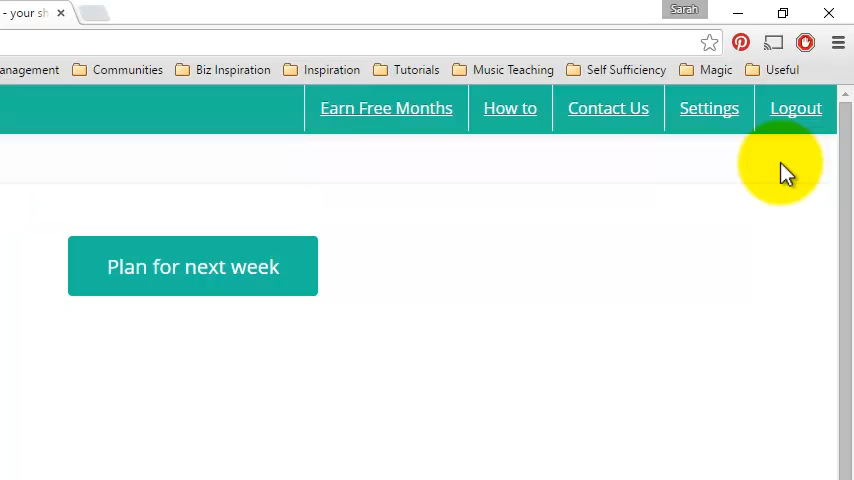 Sarah
- your sh
anagement Communities Biz Inspiration Inspiration Tutorials Music Teaching Self Sufficiency Magic Useful
Earn Free Months How to Contact Us Settings Logout
Plan for next week